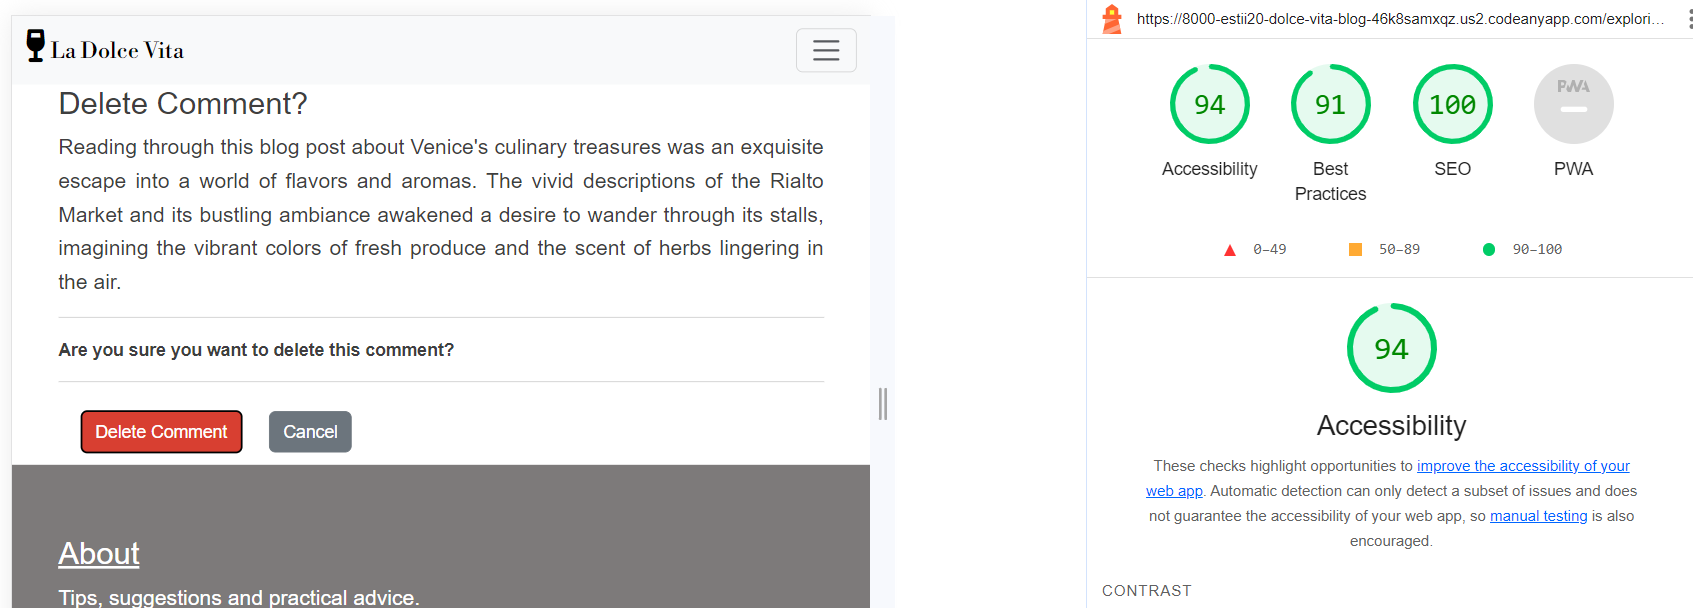 La Dolce Vita
Delete Comment?
Reading through this blog post about Venice's culinary treasures was an exquisite
escape into a world of flavors and aromas. The vivid descriptions of the Rialto
Market and its bustling ambiance awakened a desire to wander through its stalls,
imagining the vibrant colors of fresh produce and the scent of herbs lingering in
the air.
Are you sure you want to delete this comment?
Delete Comment
Cancel
About
Tips, suggestions and practical advice.
https://8000-estii20-dolce-vita-blog-46k8samxqz.us2.codeanyapp.com/explori...
94
91
100
PWA
Accessibility
Best
Practices
SEO
PWA
0–49
50–89
90–100
94
Accessibility
These checks highlight opportunities to improve the accessibility of your
web app. Automatic detection can only detect a subset of issues and does
not guarantee the accessibility of your web app, so manual testing is also
encouraged.
CONTRAST